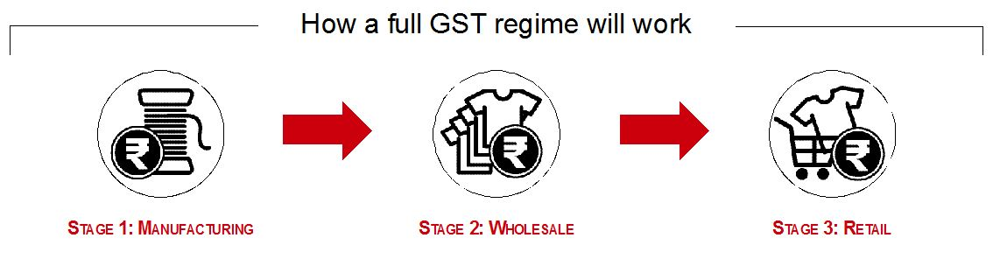 How a full GST regime will work
₹
₹
₹
STAGE 1: MANUFACTURING
STAGE 2: WHOLESALE
STAGE 3: RETAIL